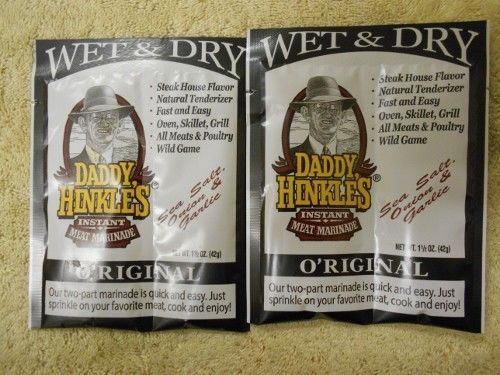 WET & DRY
• Steak House Flavor
• Natural Tenderizer
• Fast and Easy
• Oven, Skillet, Grill
• All Meats & Poultry
• Wild Game
DADDY
HINKLE'S®
INSTANT
MEAT MARINADE
Sea Salt,
Onion &
Garlic
NET WT. 1½ OZ. (42g)
O'RIGINAL
Our two-part marinade is quick and easy. Just
sprinkle on your favorite meat, cook and enjoy!
WET & DRY
• Steak House Flavor
• Natural Tenderizer
• Fast and Easy
• Oven, Skillet, Grill
• All Meats & Poultry
• Wild Game
DADDY
HINKLE'S®
INSTANT
MEAT MARINADE
Sea Salt,
Onion &
Garlic
NET WT. 1½ OZ. (42g)
O'RIGINAL
Our two-part marinade is quick and easy. Just
sprinkle on your favorite meat, cook and enjoy!